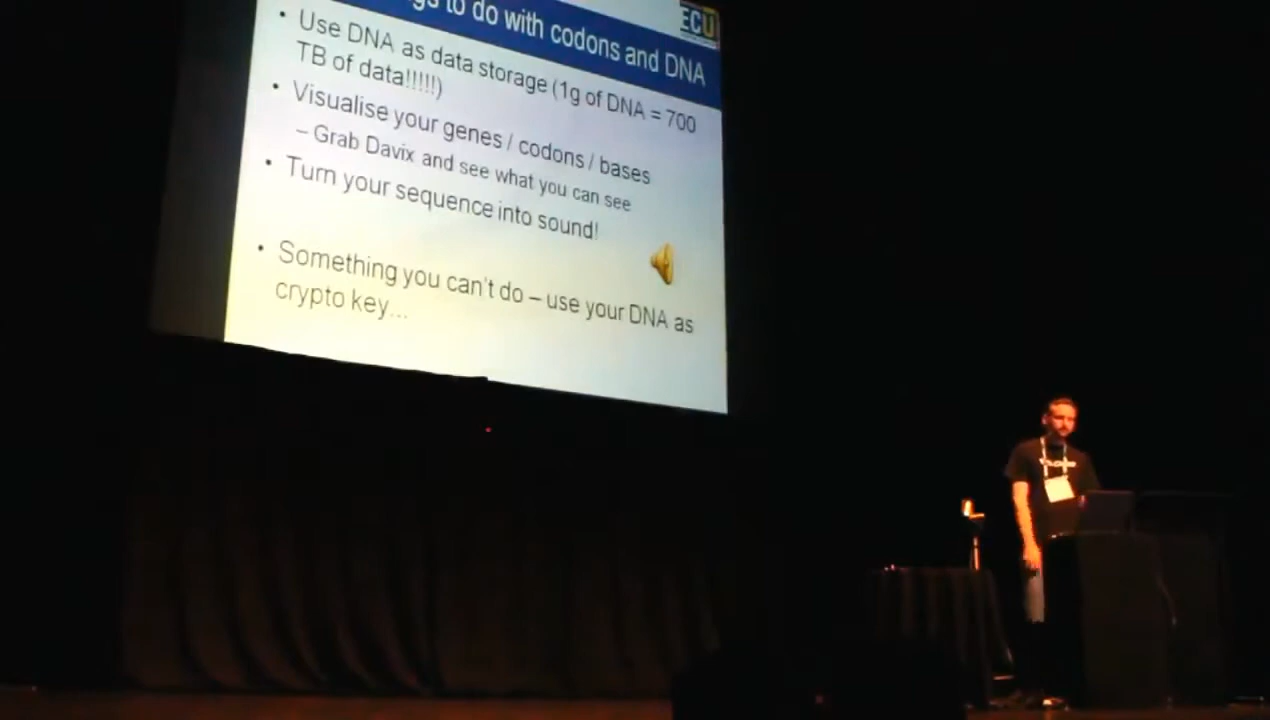 to do with codons and DNA
ECU
• Use DNA as data storage (1g of DNA = 700
TB of data!!!!!)
• Visualise your genes / codons / bases
– Grab Davix and see what you can see
• Turn your sequence into sound!
• Something you can't do – use your DNA as
crypto key...